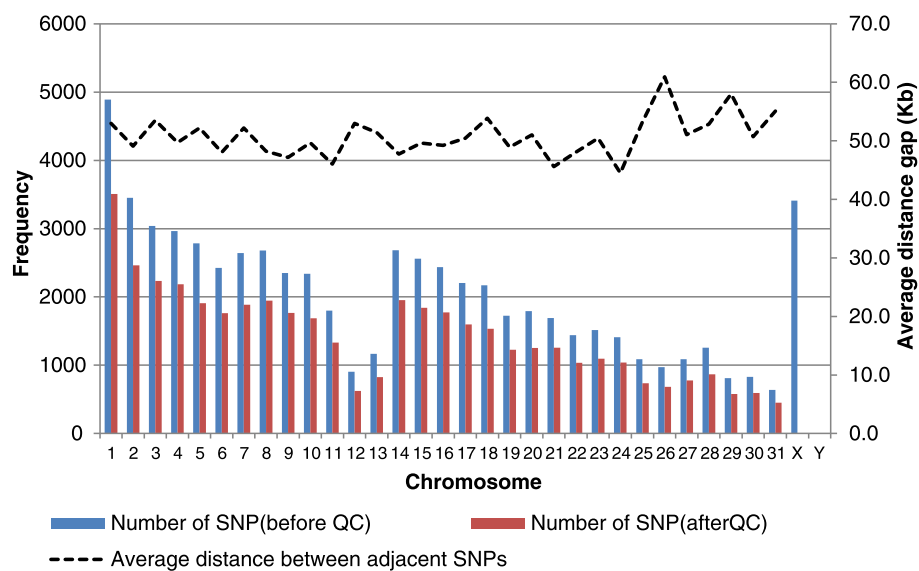 6000
5000
4000
3000
2000
1000
0
Frequency
70.0
60.0
50.0
40.0
30.0
20.0
10.0
0.0
Average distance gap (Kb)
1 2 3 4 5 6 7 8 9 10 11 12 13 14 15 16 17 18 19 20 21 22 23 24 25 26 27 28 29 30 31 X Y
Chromosome
Number of SNP(before QC)
Number of SNP(afterQC)
Average distance between adjacent SNPs